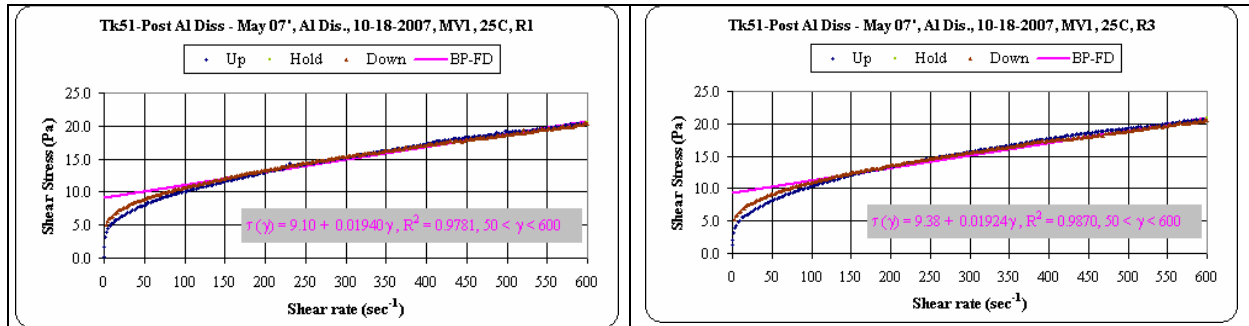 Tk51-Post Al Diss - May 07', Al Dis., 10-18-2007, MV1, 25C, R1
Up Hold Down BP-FD
Shear Stress (Pa)
25.0
20.0
15.0
10.0
5.0
0.0
τ(γ) = 9.10 + 0.01940γ, R² = 0.9781, 50 < γ < 600
0 50 100 150 200 250 300 350 400 450 500 550 600
Shear rate (sec⁻¹)
Tk51-Post Al Diss - May 07', Al Dis., 10-18-2007, MV1, 25C, R3
Up Hold Down BP-FD
Shear Stress (Pa)
25.0
20.0
15.0
10.0
5.0
0.0
τ(γ) = 9.38 + 0.01924γ, R² = 0.9870, 50 < γ < 600
0 50 100 150 200 250 300 350 400 450 500 550 600
Shear rate (sec⁻¹)